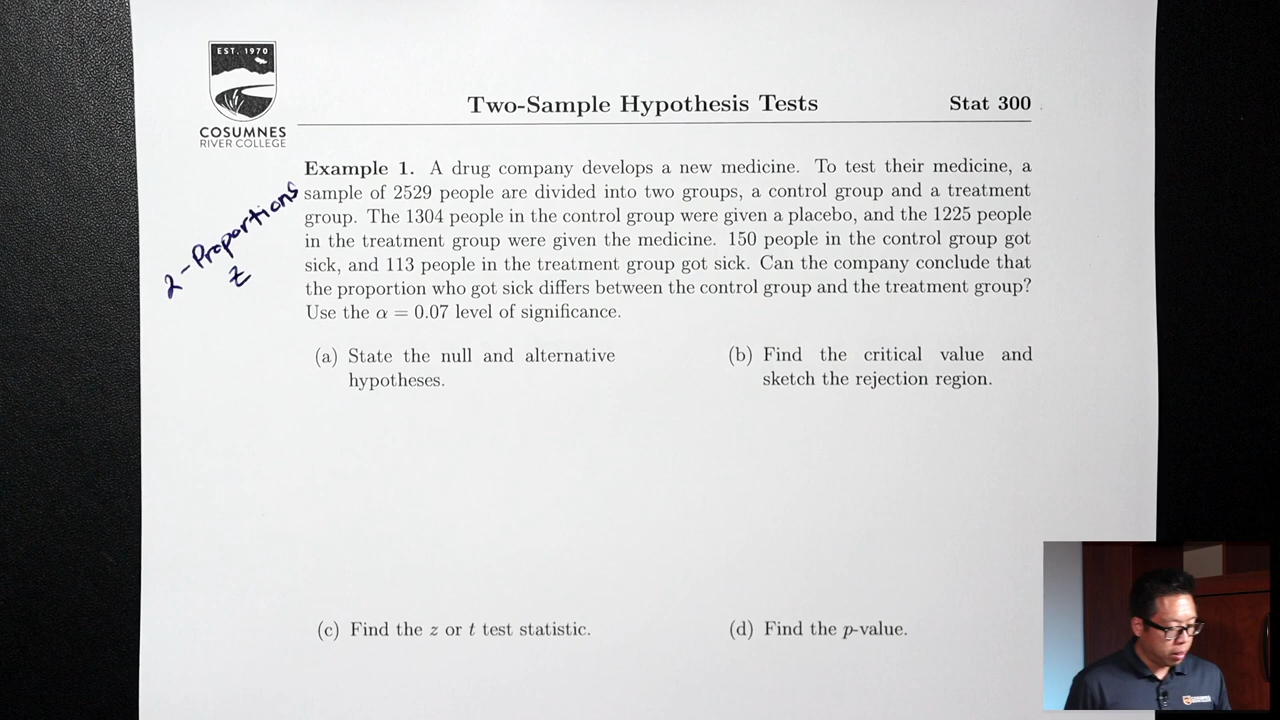 EST. 1970
COSUMNES
RIVER COLLEGE
Two-Sample Hypothesis Tests
Stat 300
2-Proportions
z
Example 1. A drug company develops a new medicine. To test their medicine, a
sample of 2529 people are divided into two groups, a control group and a treatment
group. The 1304 people in the control group were given a placebo, and the 1225 people
in the treatment group were given the medicine. 150 people in the control group got
sick, and 113 people in the treatment group got sick. Can the company conclude that
the proportion who got sick differs between the control group and the treatment group?
Use the α = 0.07 level of significance.
(a) State the null and alternative
hypotheses.
(b) Find the critical value and
sketch the rejection region.
(c) Find the z or t test statistic.
(d) Find the p-value.